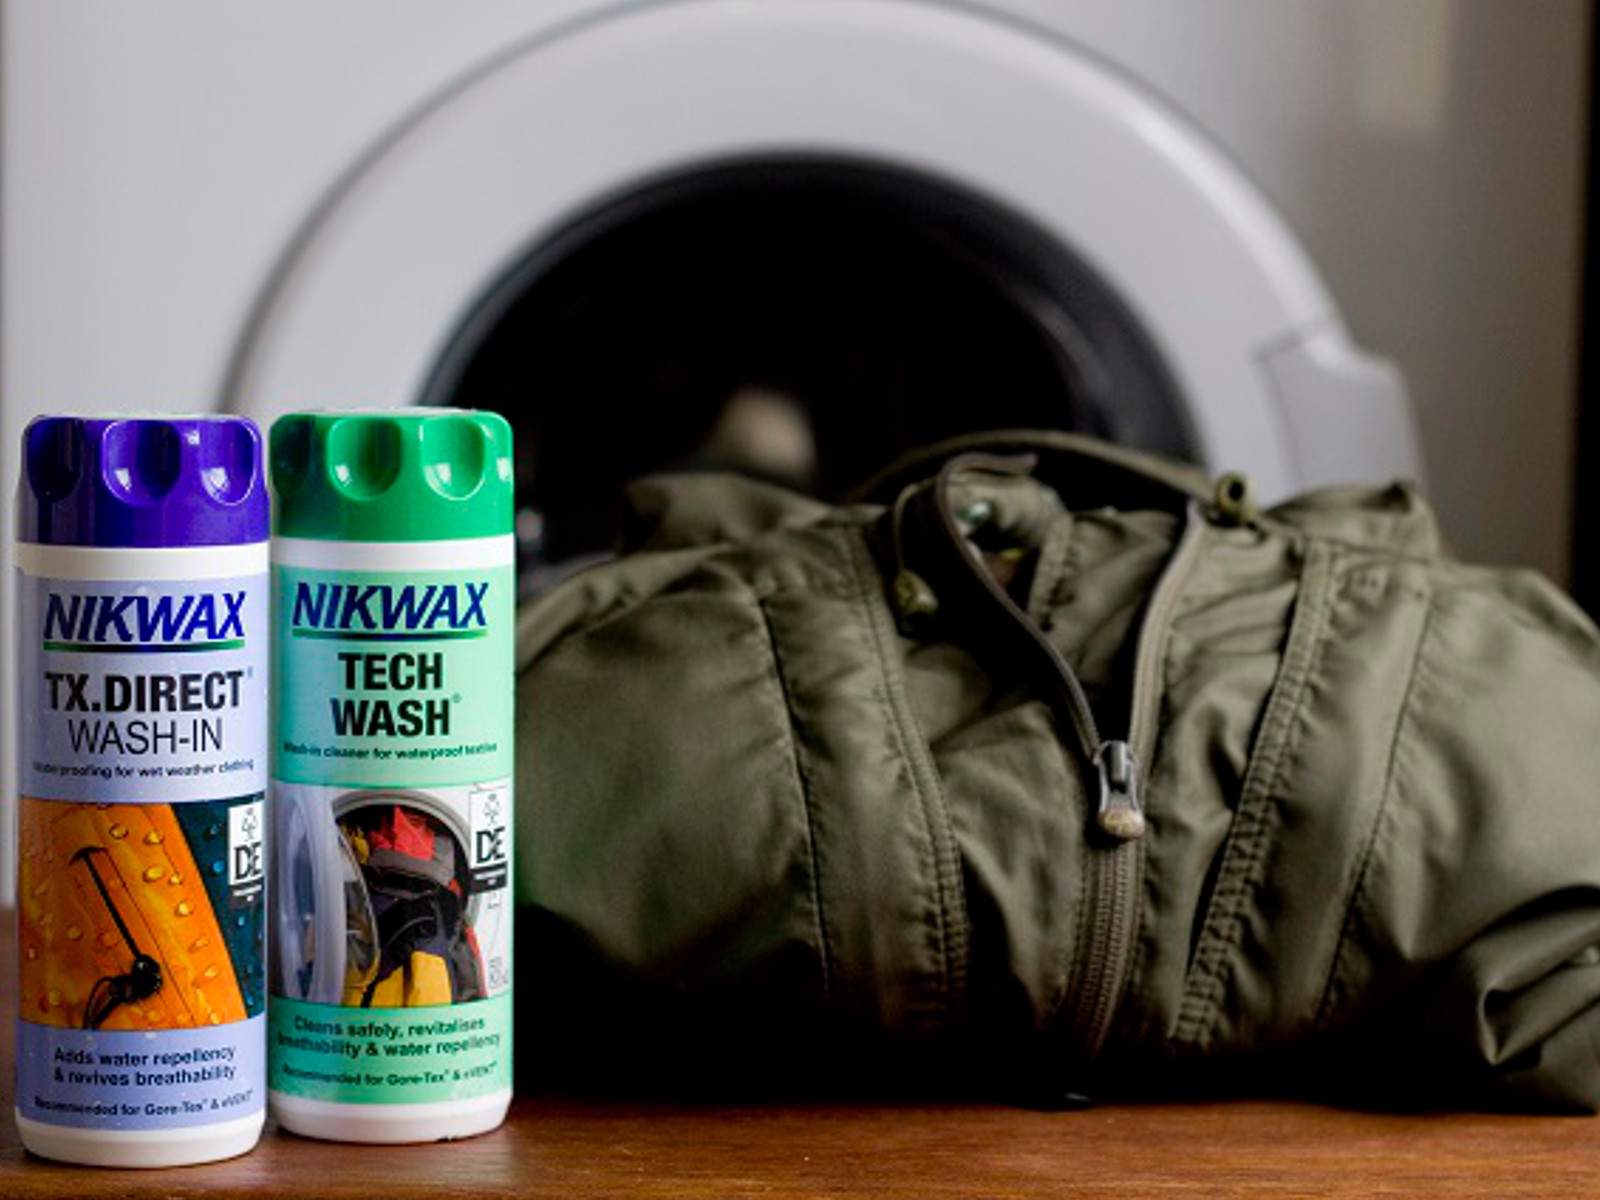 NIKWAX
TX.DIRECT®
WASH-IN
Waterproofing for wet weather clothing
DE
Adds water repellency
& revives breathability
Recommended for Gore-Tex® & eVENT®
NIKWAX
TECH
WASH®
Wash-in cleaner for waterproof textiles
DE
Cleans safely, revitalises
breathability & water repellency
Recommended for Gore-Tex® & eVENT®